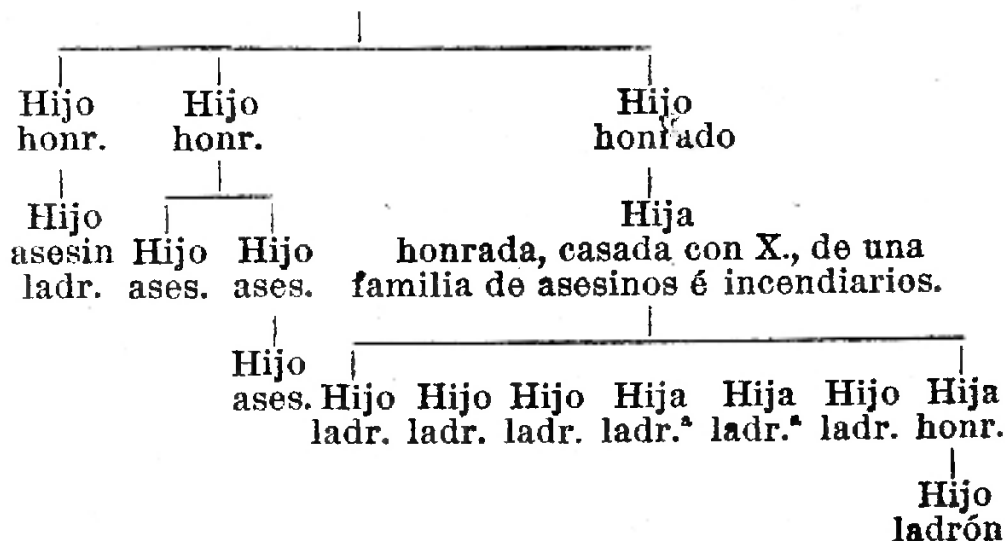 Hijo Hijo Hijo
honr. honr. honrado
Hijo Hija
asesin Hijo Hijo honrada, casada con X., de una
ladr. ases. ases. familia de asesinos é incendiarios.
Hijo
ases. Hijo Hijo Hijo Hija Hija Hijo Hija
ladr. ladr. ladr. ladr.ª ladr.ª ladr. honr.
Hijo
ladrón